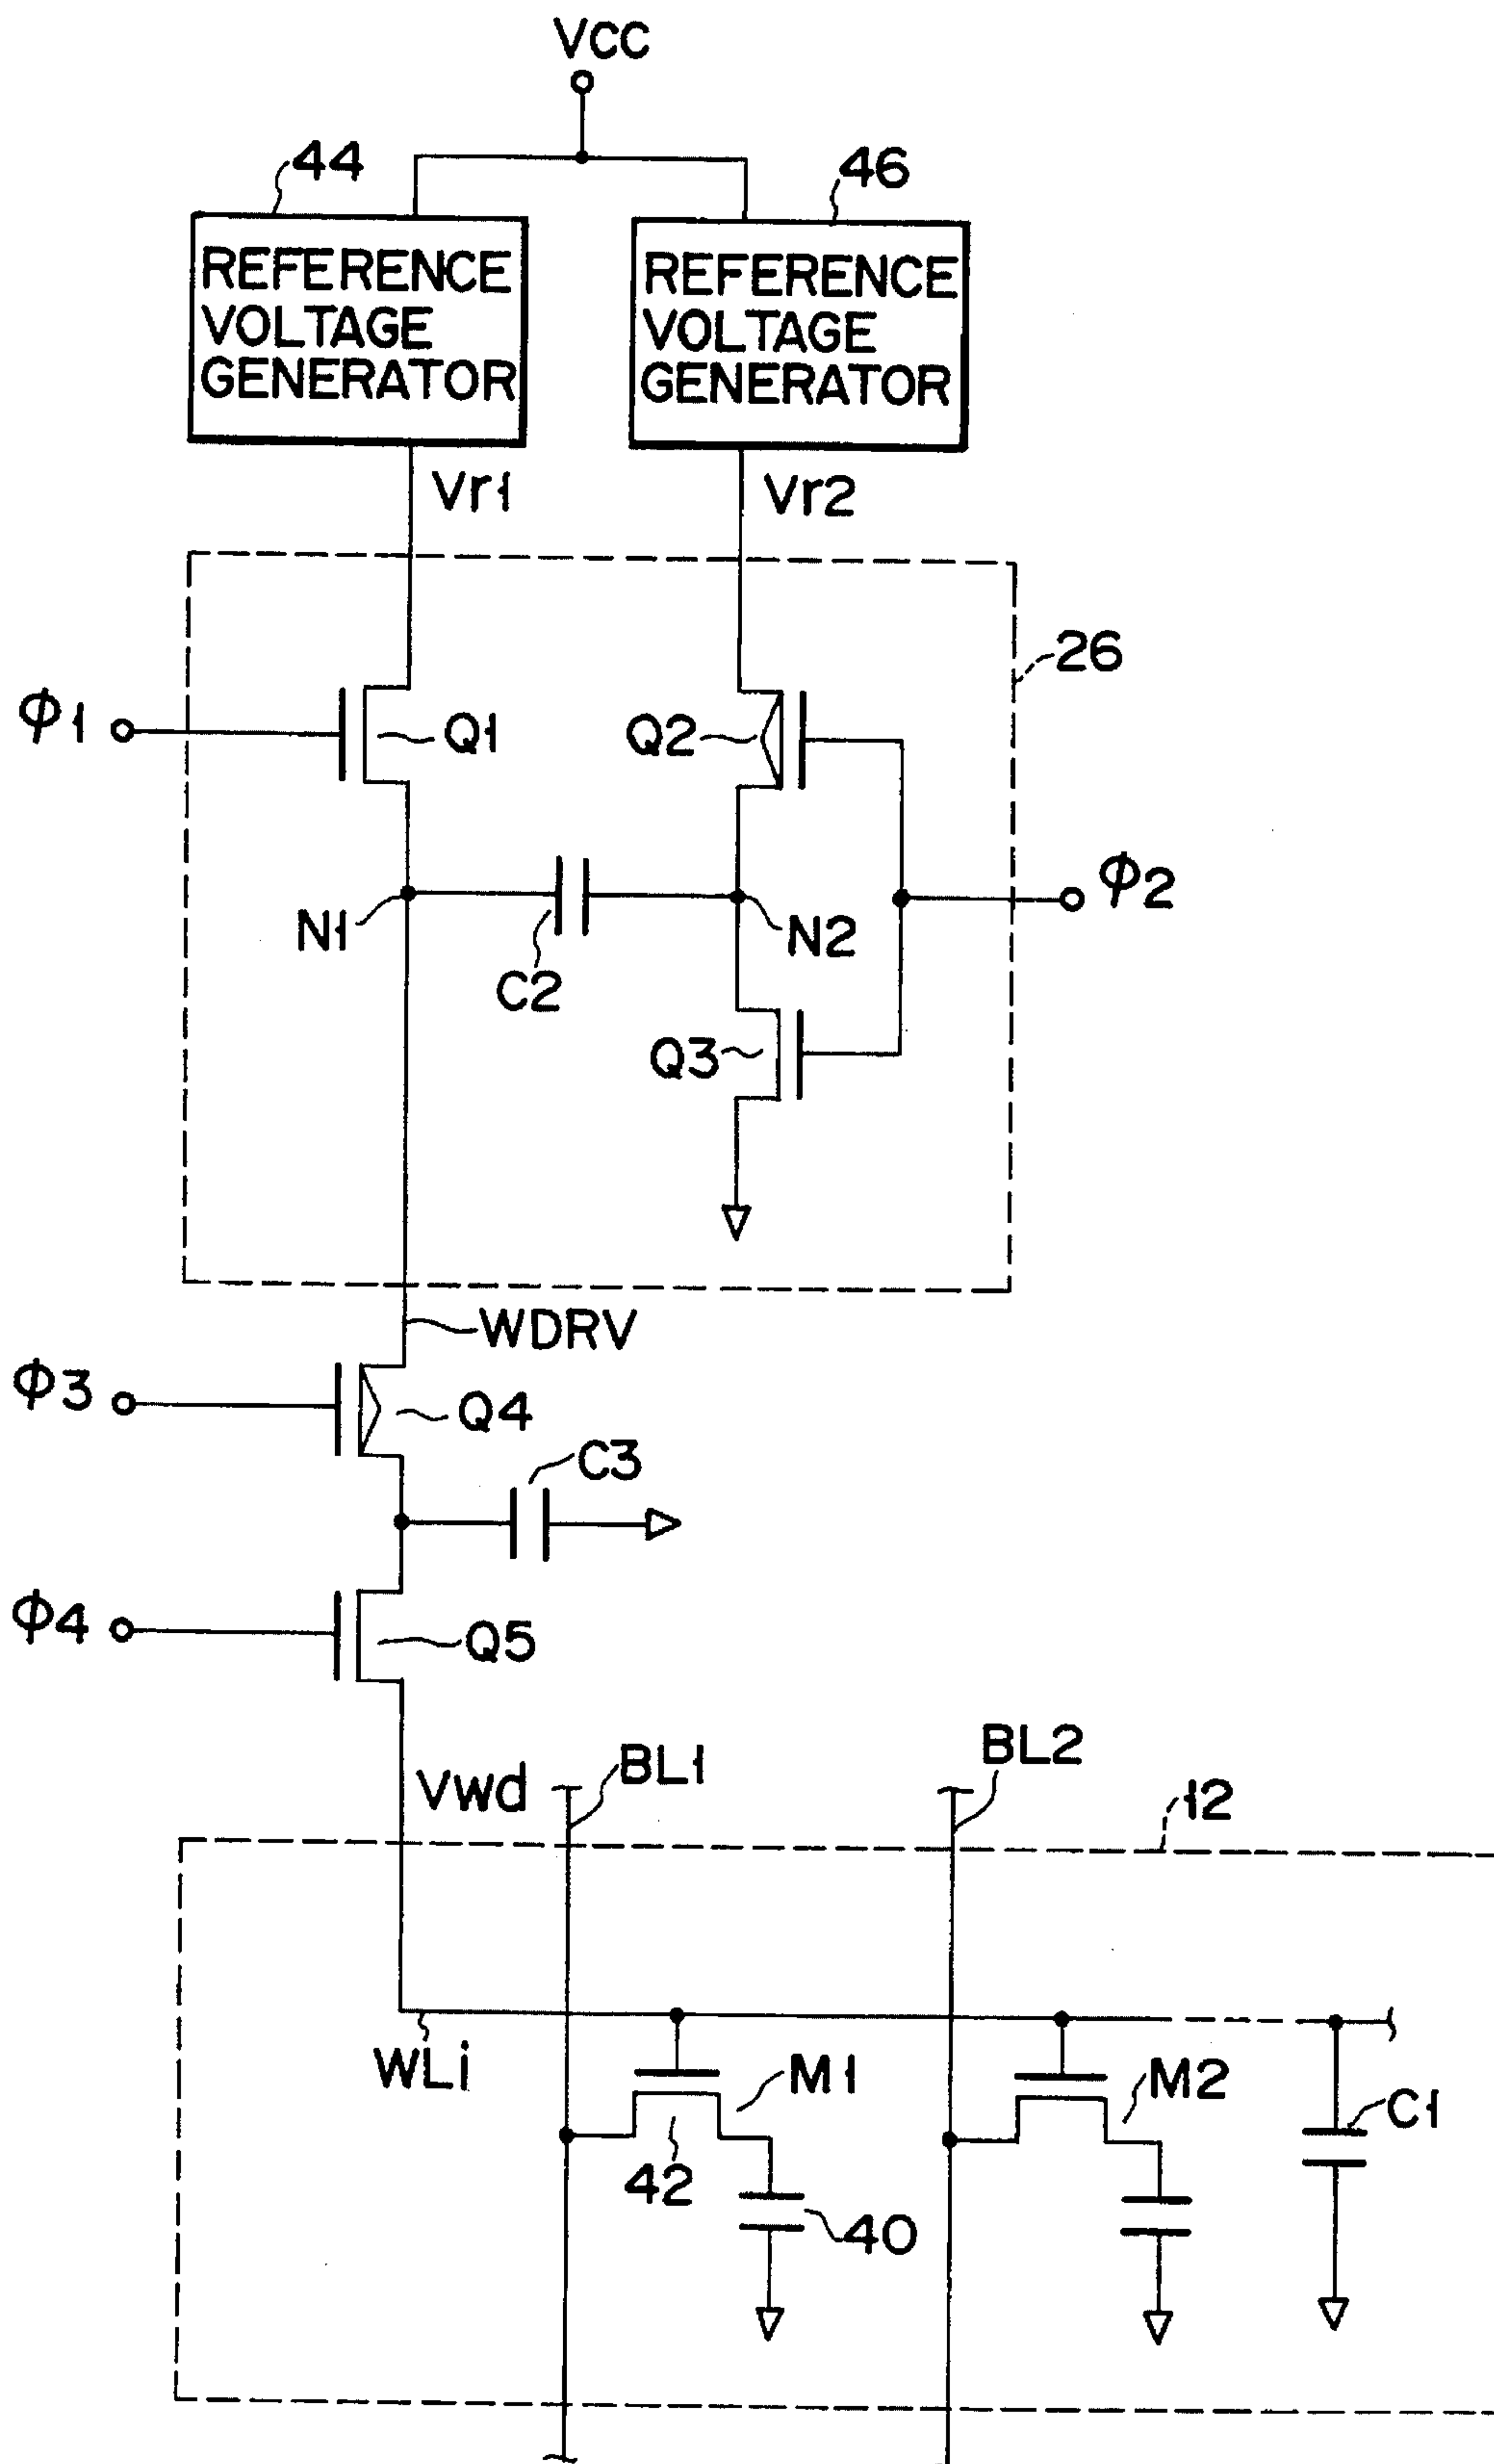 VCC
44
46
REFERENCE
VOLTAGE
GENERATOR
REFERENCE
VOLTAGE
GENERATOR
Vr1
Vr2
26
Φ1
Q1
Q2
Φ2
N1
N2
C2
Q3
WDRV
Φ3
Q4
C3
Φ4
Q5
Vwd
BL1
BL2
12
WLi
M1
M2
C1
42
40